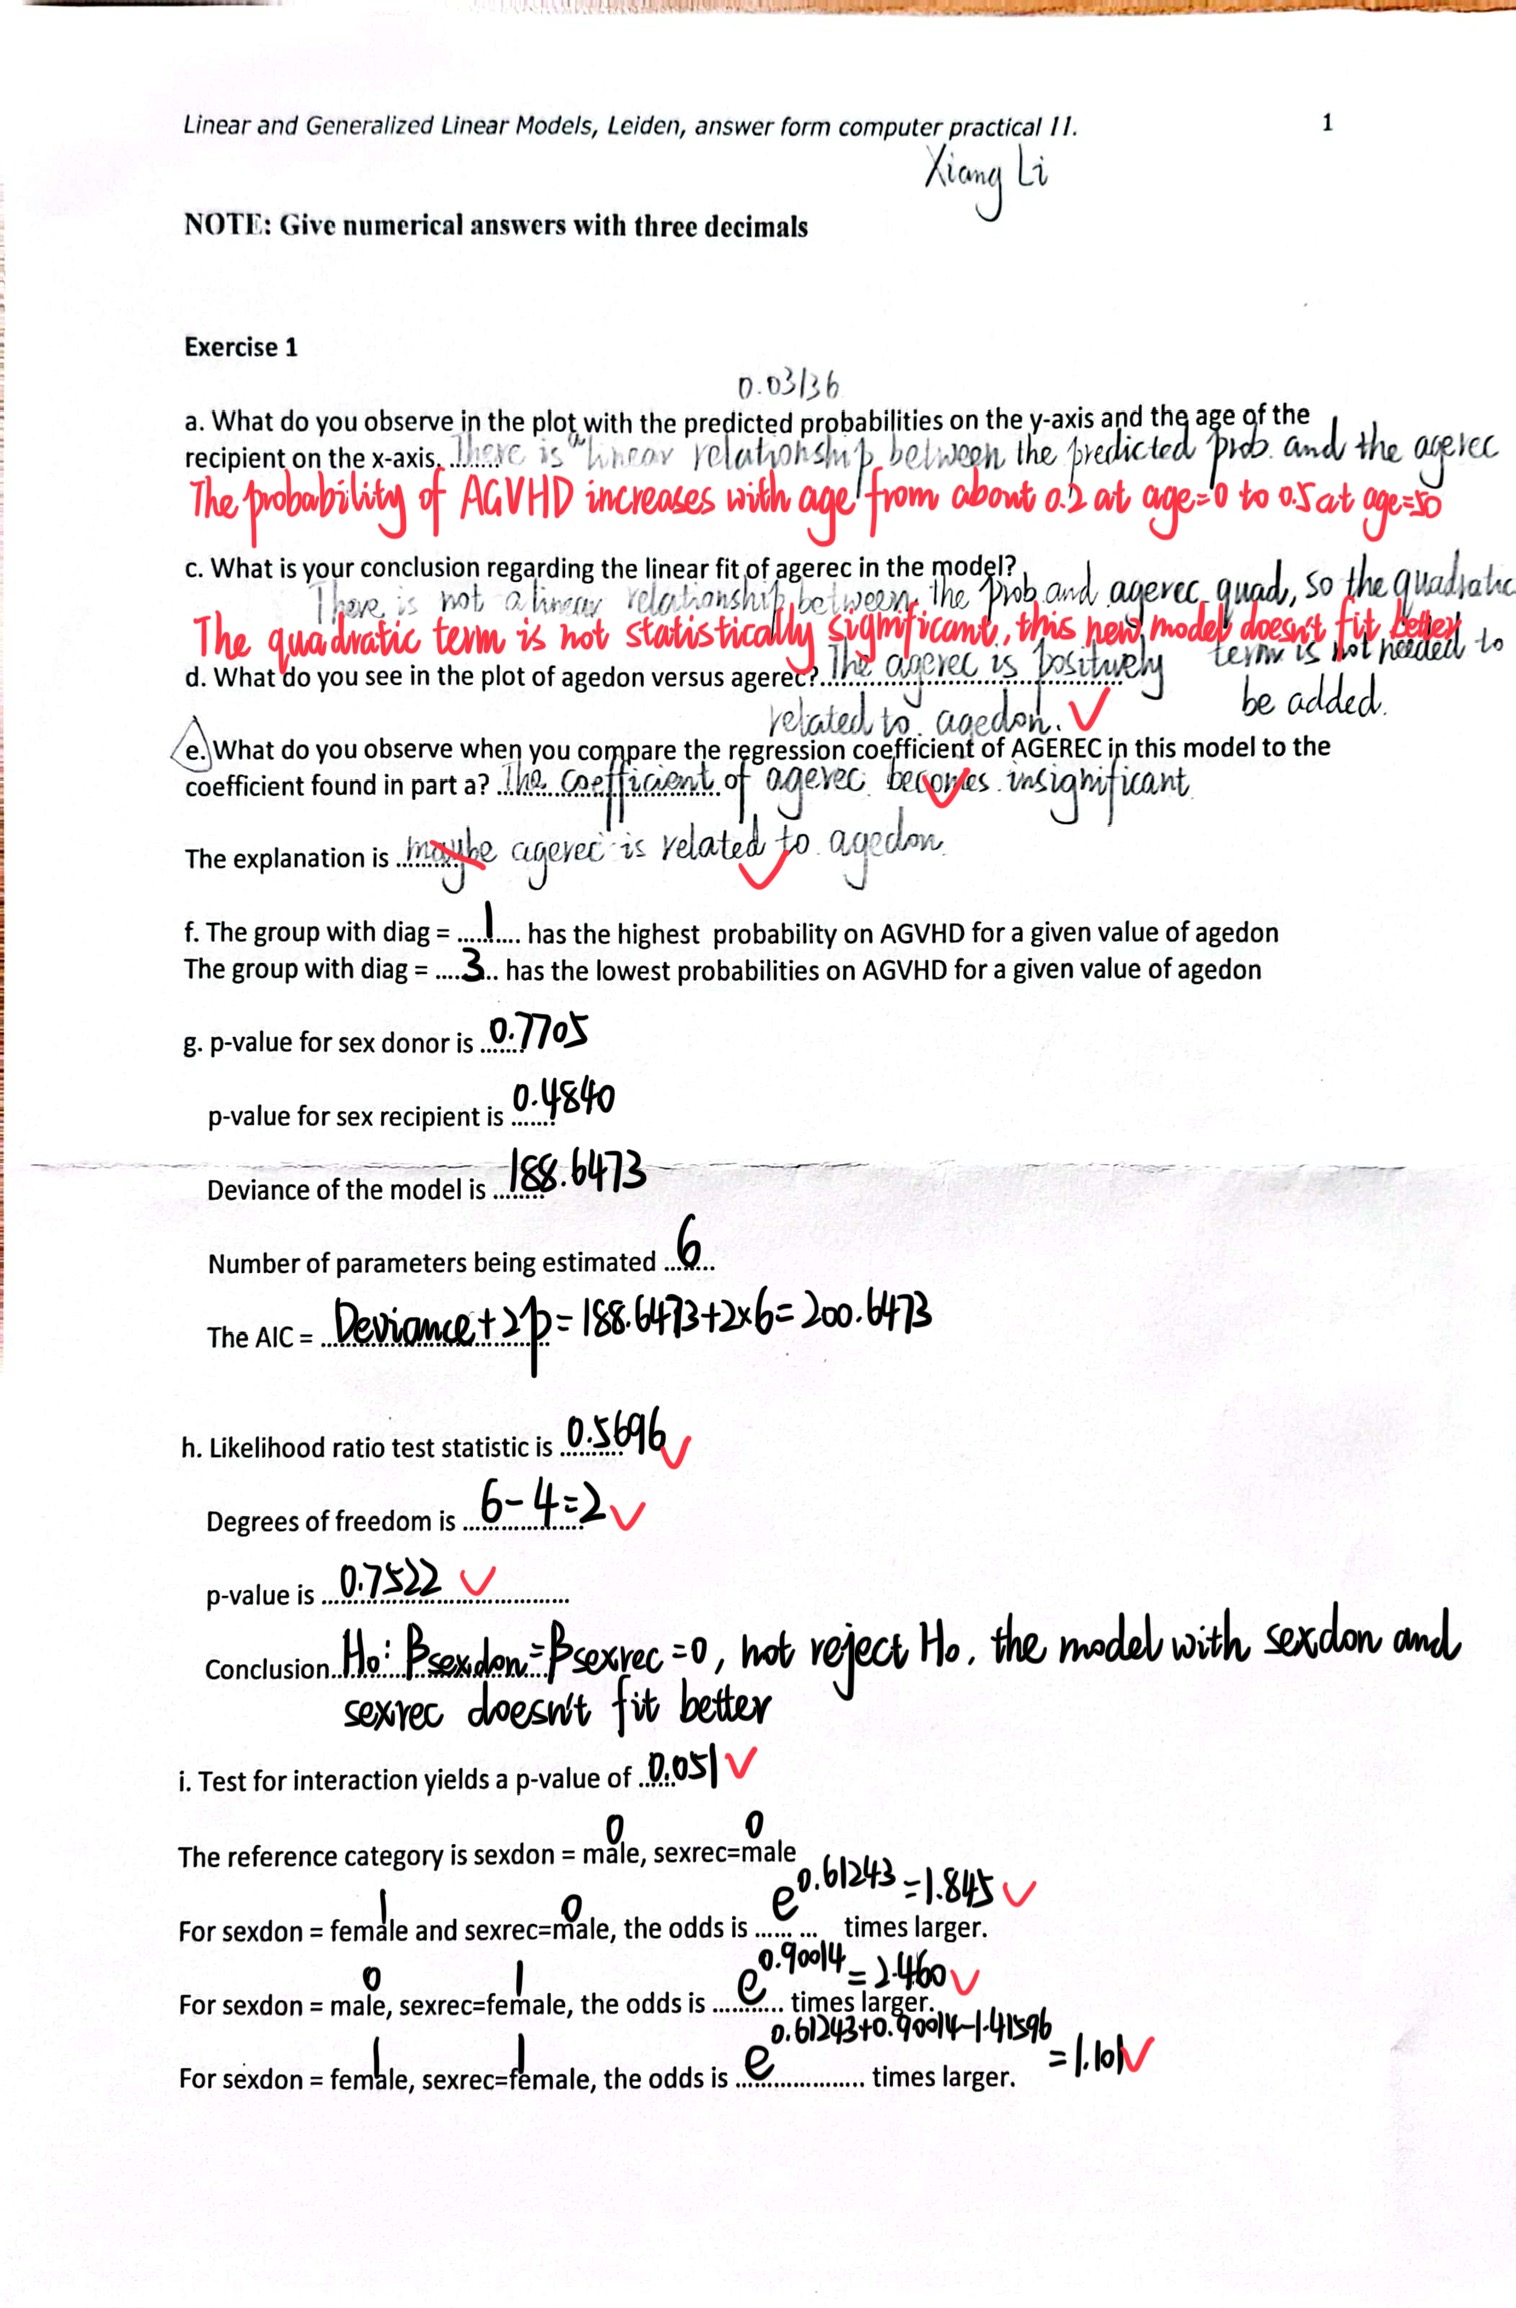 Linear and Generalized Linear Models, Leiden, answer form computer practical 11. 1
Xiang Li
NOTE: Give numerical answers with three decimals
Exercise 1
0.03136
a. What do you observe in the plot with the predicted probabilities on the y-axis and the age of the
recipient on the x-axis. ........There is a linear relationship between the predicted prob. and the agerec
The probability of AGVHD increases with age from about 0.2 at age=0 to 0.5 at age=50
c. What is your conclusion regarding the linear fit of agerec in the model?
There is not a linear relationship between the prob and agerec quad, so the quadratic
The quadratic term is not statistically significant, this new model doesn't fit better
term is not needed to
d. What do you see in the plot of agedon versus agerec?..The agerec is positively
be added.
related to agedon. ✓
e. What do you observe when you compare the regression coefficient of AGEREC in this model to the
coefficient found in part a? ..The coefficient of agerec becomes insignificant ✓
The explanation is ........maybe agerec is related to agedon. ✓
f. The group with diag = ....1.... has the highest probability on AGVHD for a given value of agedon
The group with diag = ....3.. has the lowest probabilities on AGVHD for a given value of agedon
g. p-value for sex donor is ......0.7705
p-value for sex recipient is ......0.4840
Deviance of the model is ........188.6473
Number of parameters being estimated ...6...
The AIC = ..Deviance+2p = 188.6473+2x6= 200.6473
h. Likelihood ratio test statistic is ..........0.5696 ✓
Degrees of freedom is ....6-4=2 ✓
p-value is ....0.7522 ✓
Conclusion..H0: βsexdon=βsexrec =0, not reject H0, the model with sexdon and
sexrec doesn't fit better
i. Test for interaction yields a p-value of ......0.051 ✓
0 0
The reference category is sexdon = male, sexrec=male
1 0 e^0.61243 =1.845 ✓
For sexdon = female and sexrec=male, the odds is ...... ... times larger.
0 1 e^0.90014 = 2.460 ✓
For sexdon = male, sexrec=female, the odds is ........... times larger.
1 1 e^0.61243+0.90014-1.41596 =1.101 ✓
For sexdon = female, sexrec=female, the odds is .................... times larger.